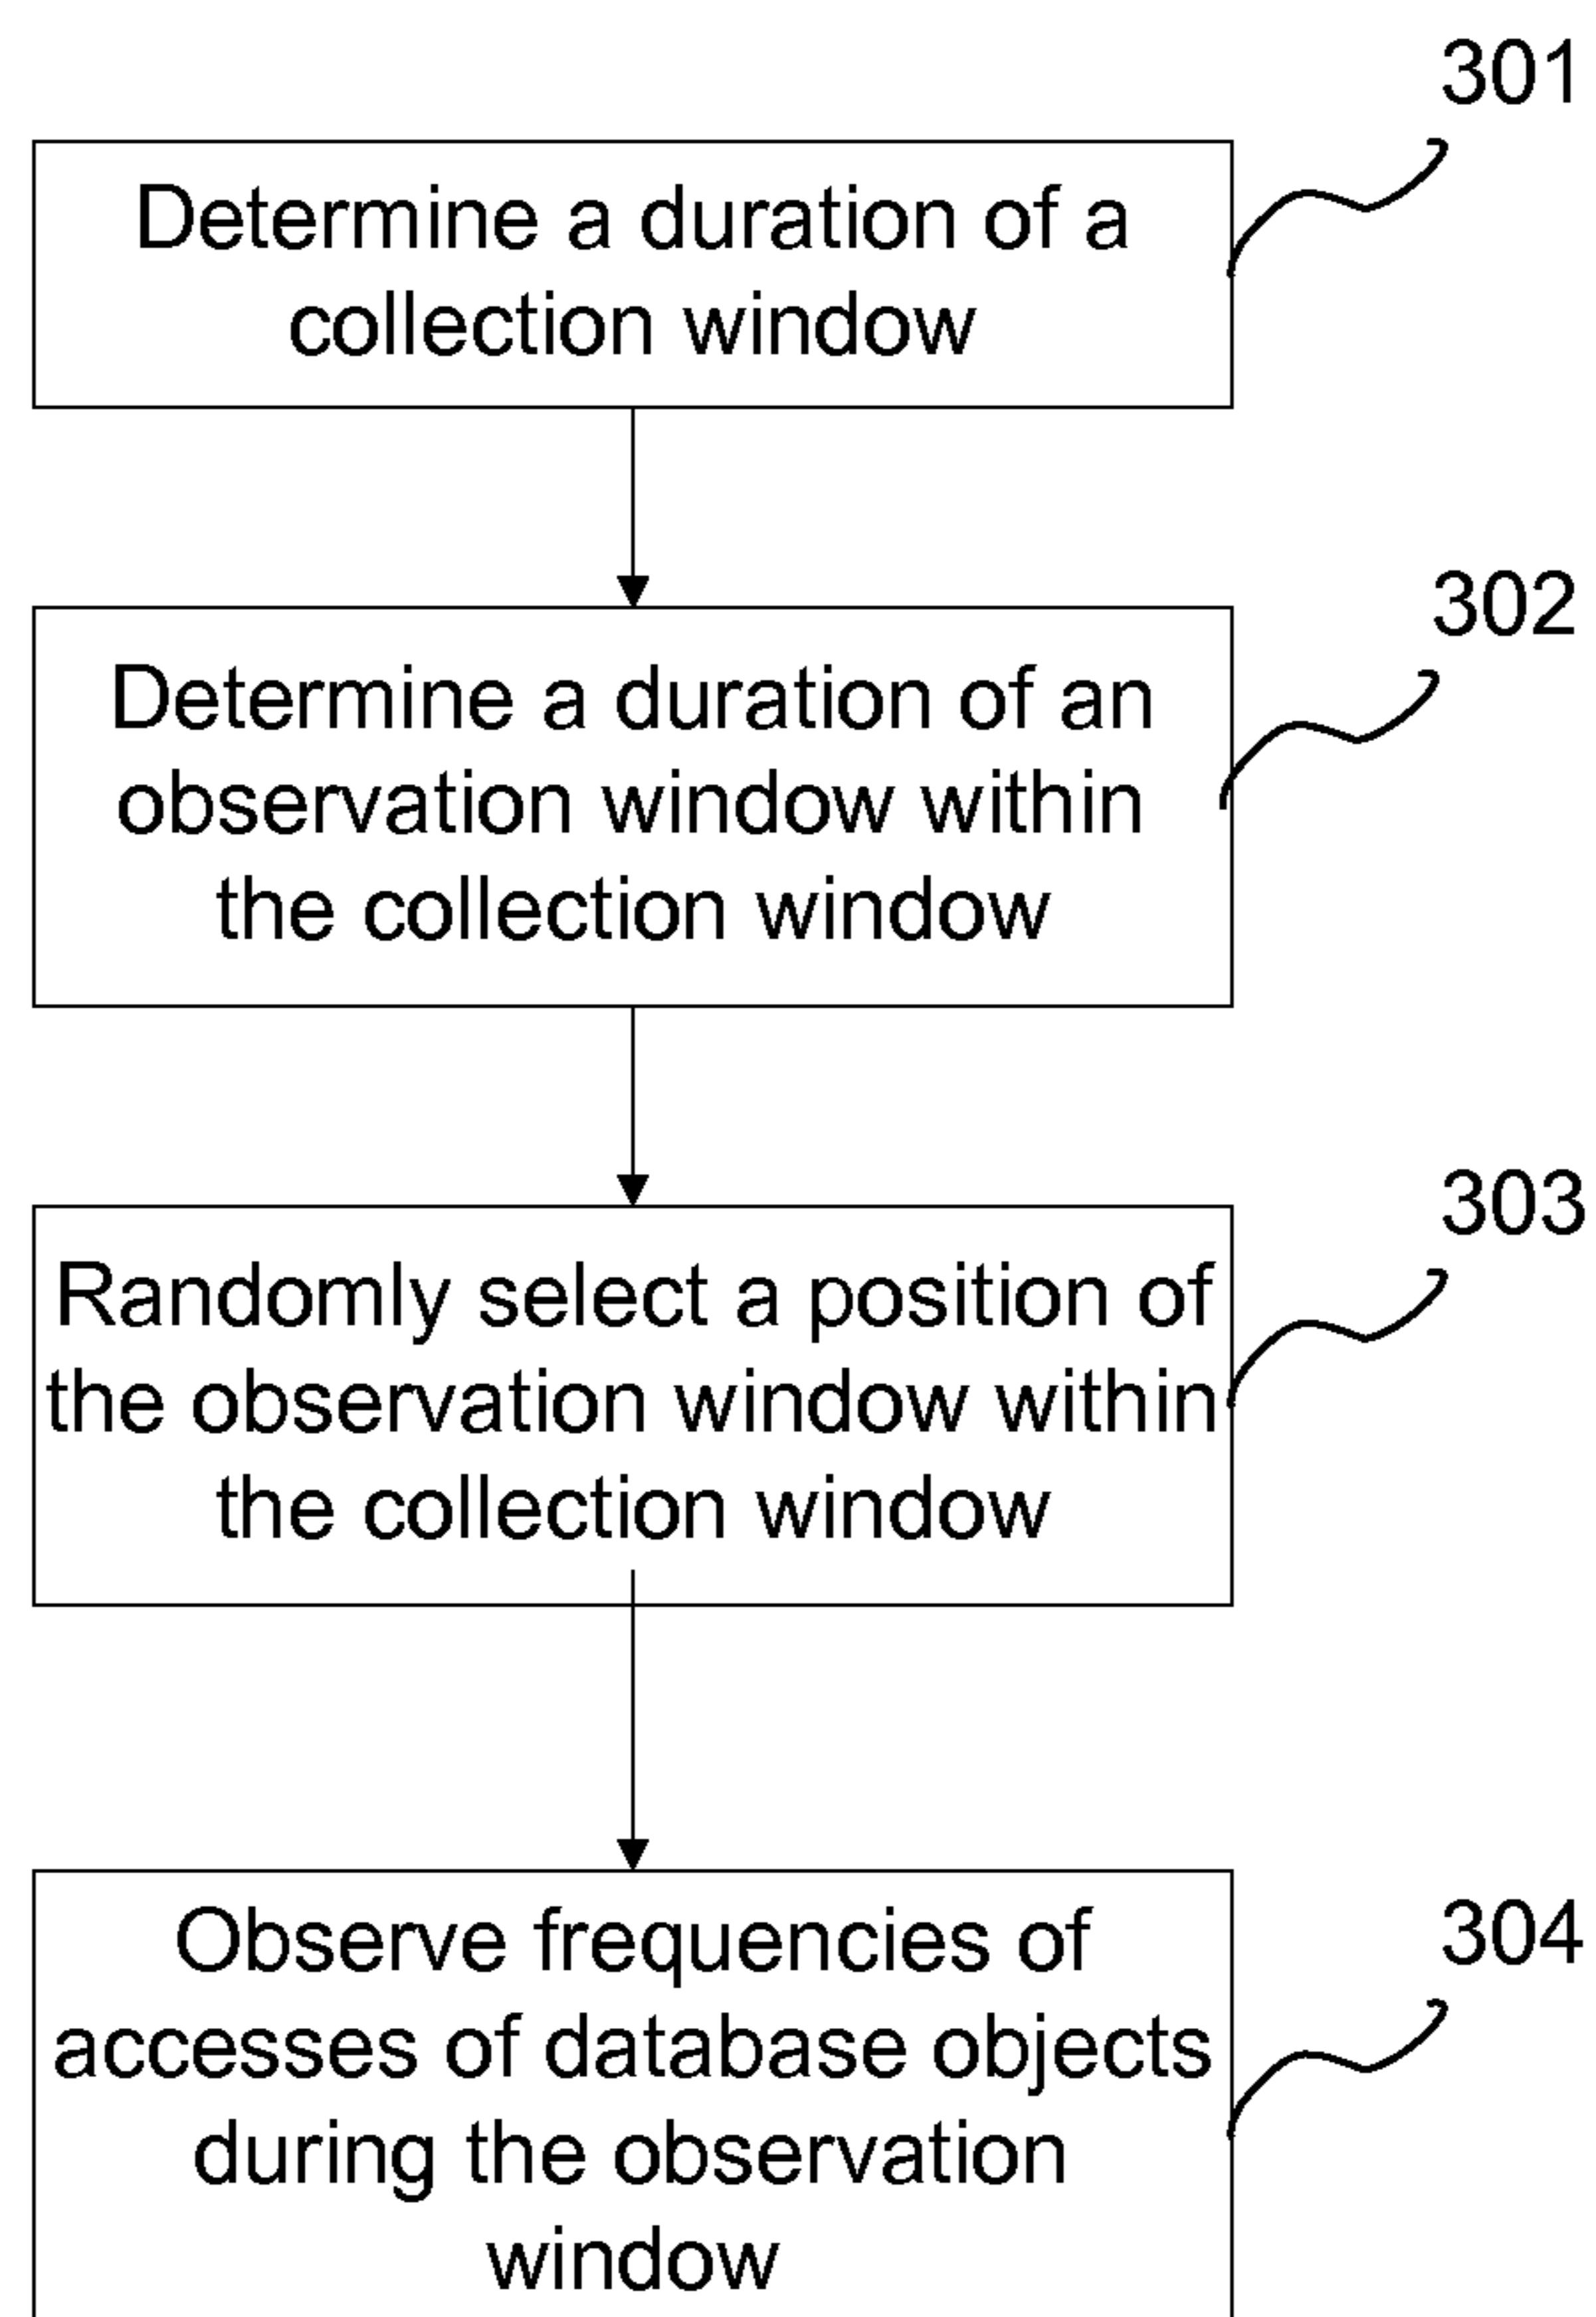 301
Determine a duration of a
collection window
302
Determine a duration of an
observation window within
the collection window
303
Randomly select a position of
the observation window within
the collection window
304
Observe frequencies of
accesses of database objects
during the observation
window